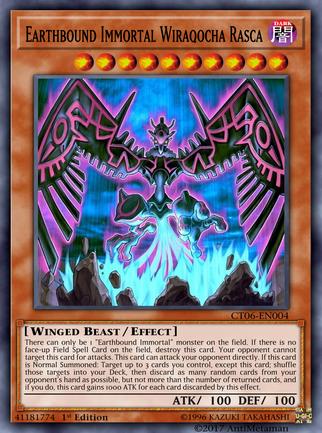 EARTHBOUND IMMORTAL WIRAQOCHA RASCA
DARK
闇
CT06-EN004
[WINGED BEAST / EFFECT]
There can only be 1 "Earthbound Immortal" monster on the field. If there is
no face-up Field Spell Card on the field, destroy this card. Your opponent cannot
target this card for attacks. This card can attack your opponent directly. If this card
is Normal Summoned: Target up to 3 cards you control, except this card; shuffle
those targets into your Deck, then discard as many random cards from your
opponent's hand as possible, but not more than the number of returned cards, and
if you do, this card gains 1000 ATK for each card discarded by this effect.
ATK/ 100 DEF/ 100
41181774 1st Edition ©1996 KAZUKI TAKAHASHI
©2017 AntiMetaman